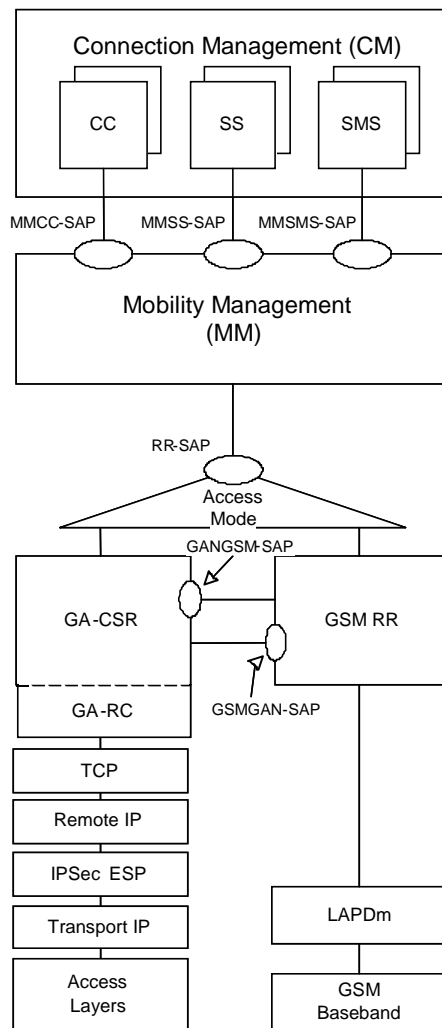 Connection Management (CM)
CC
SS
SMS
MMCC-SAP
MMSS-SAP
MMSMS-SAP
Mobility Management
(MM)
RR-SAP
Access
Mode
GANGSM-SAP
GA-CSR
GSM RR
GA-RC
GSMGAN-SAP
TCP
Remote IP
IPSec ESP
Transport IP
LAPDm
Access
Layers
GSM
Baseband